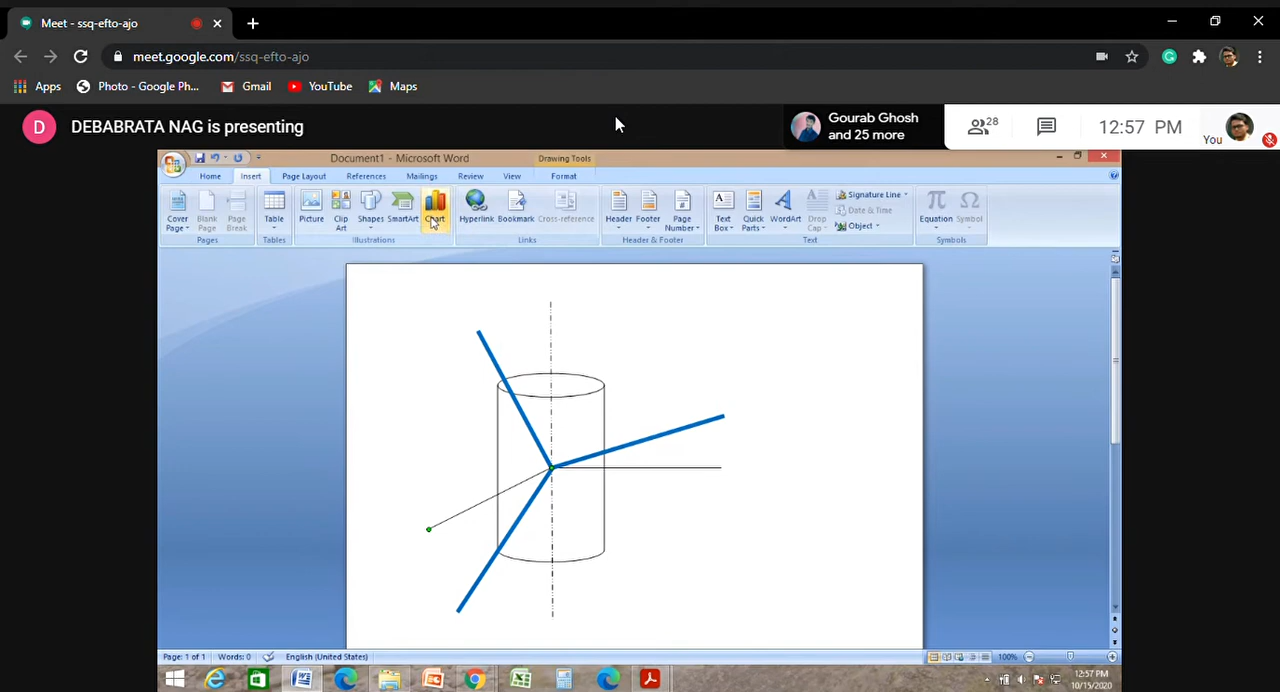 Meet - ssq-efto-ajo
meet.google.com/ssq-efto-ajo
Apps Photo - Google Ph... Gmail YouTube Maps
D DEBABRATA NAG is presenting
Gourab Ghosh
and 25 more
28
12:57 PM
You
Document1 - Microsoft Word
Drawing Tools
Home Insert Page Layout References Mailings Review View Format
Cover Page
Blank Page
Page Break
Table
Picture
Clip Art
Shapes
SmartArt
Chart
Hyperlink
Bookmark
Cross-reference
Header
Footer
Page Number
Text Box
Quick Parts
WordArt
Drop Cap
Signature Line
Date & Time
Object
Equation
Symbol
Pages Tables Illustrations Links Header & Footer Text Symbols
Page: 1 of 1 Words: 0 English (United States) 100%
12:57 PM
10/15/2020